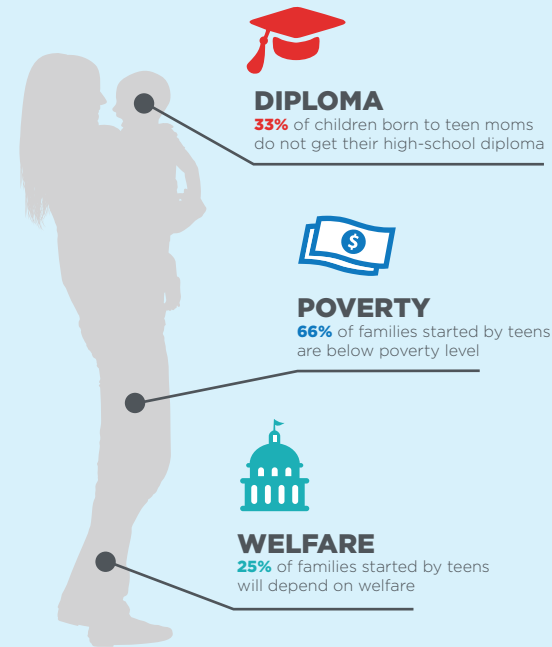 DIPLOMA
33% of children born to teen moms
do not get their high-school diploma
$
POVERTY
66% of families started by teens
are below poverty level
WELFARE
25% of families started by teens
will depend on welfare